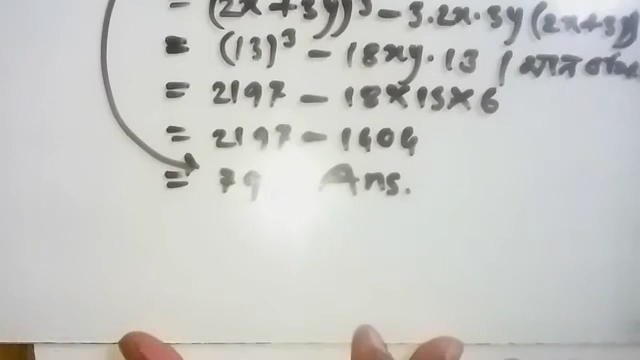 = (2x+3y)³ - 3.2x.3y (2x+3y)
= (13)³ - 18xy.13 | মান
= 2197 - 18×13×6
= 2197 - 1404
= 79 Ans.